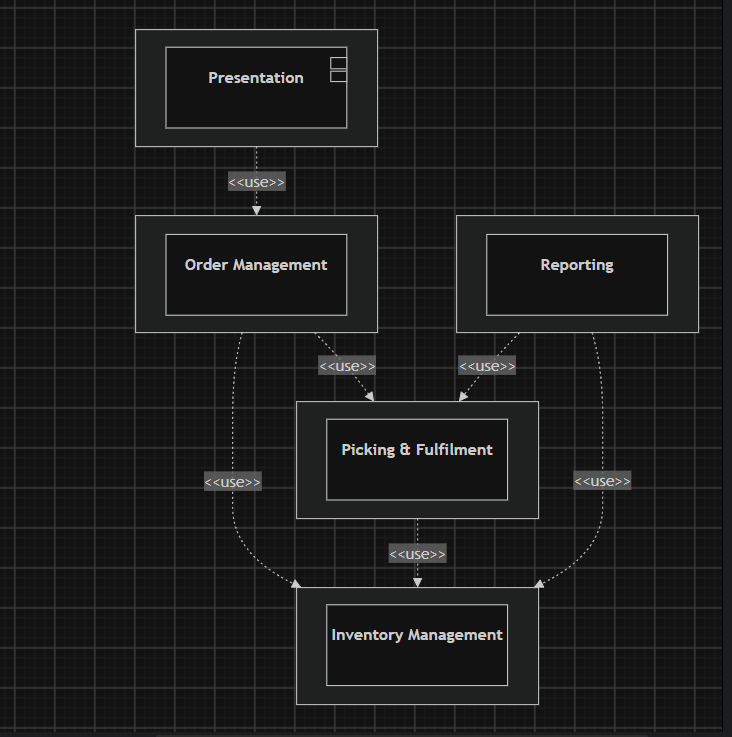 Presentation
<<use>>
Order Management
Reporting
<<use>>
<<use>>
Picking & Fulfilment
<<use>>
<<use>>
<<use>>
Inventory Management